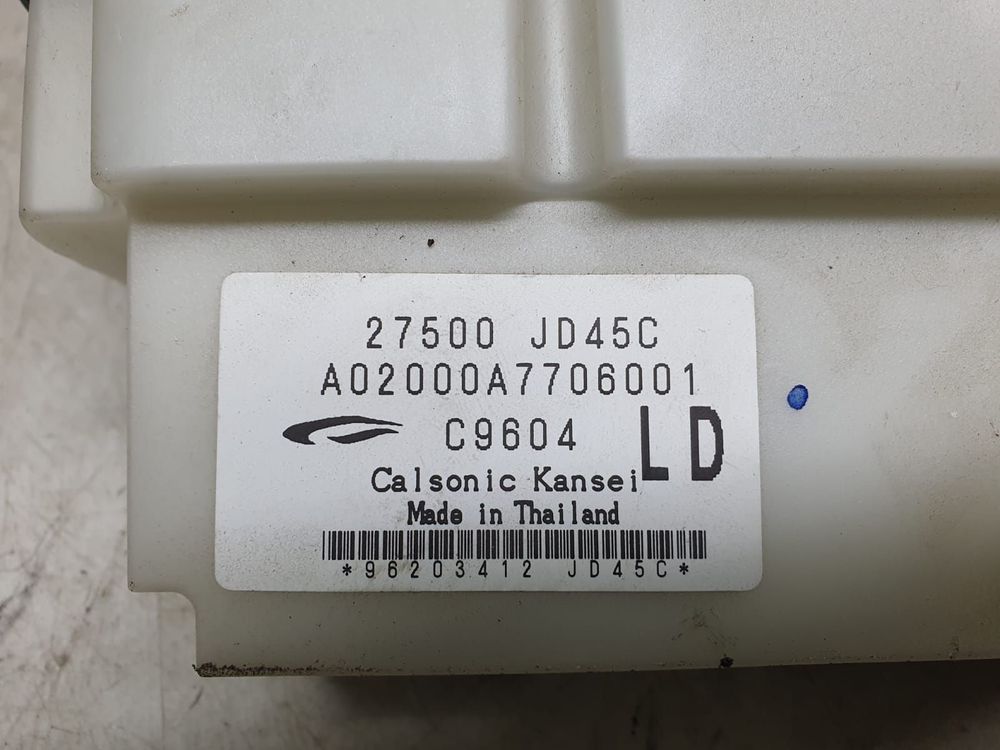 27500 JD45C
A02000A7706001
C9604 LD
Calsonic Kansei
Made in Thailand
*96203412 JD45C*